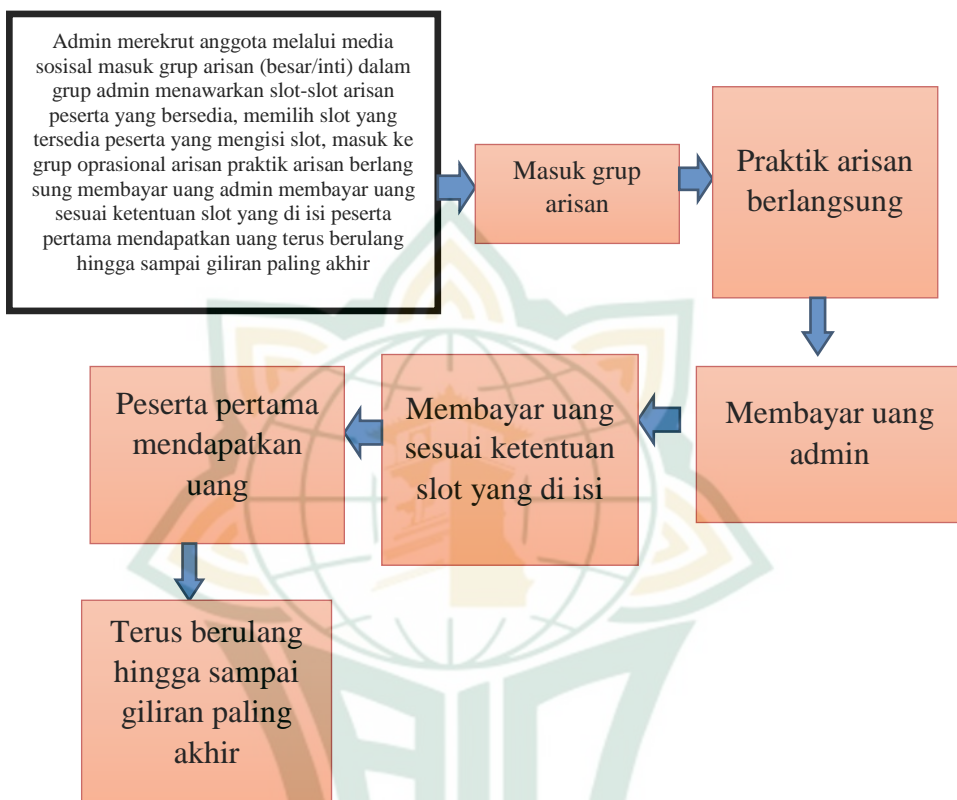 Admin merekrut anggota melalui media
sosisal masuk grup arisan (besar/inti) dalam
grup admin menawarkan slot-slot arisan
peserta yang bersedia, memilih slot yang
tersedia peserta yang mengisi slot, masuk ke
grup oprasional arisan praktik arisan berlang
sung membayar uang admin membayar uang
sesuai ketentuan slot yang di isi peserta
pertama mendapatkan uang terus berulang
hingga sampai giliran paling akhir
Masuk grup
arisan
Praktik arisan
berlangsung
Membayar uang
admin
Membayar uang
sesuai ketentuan
slot yang di isi
Peserta pertama
mendapatkan
uang
Terus berulang
hingga sampai
giliran paling
akhir